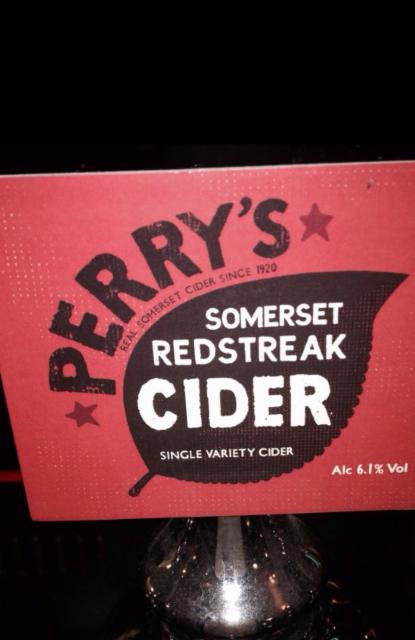 PERRY'S
REAL SOMERSET CIDER SINCE 1920
SOMERSET
REDSTREAK
CIDER
SINGLE VARIETY CIDER
Alc 6.1% Vol